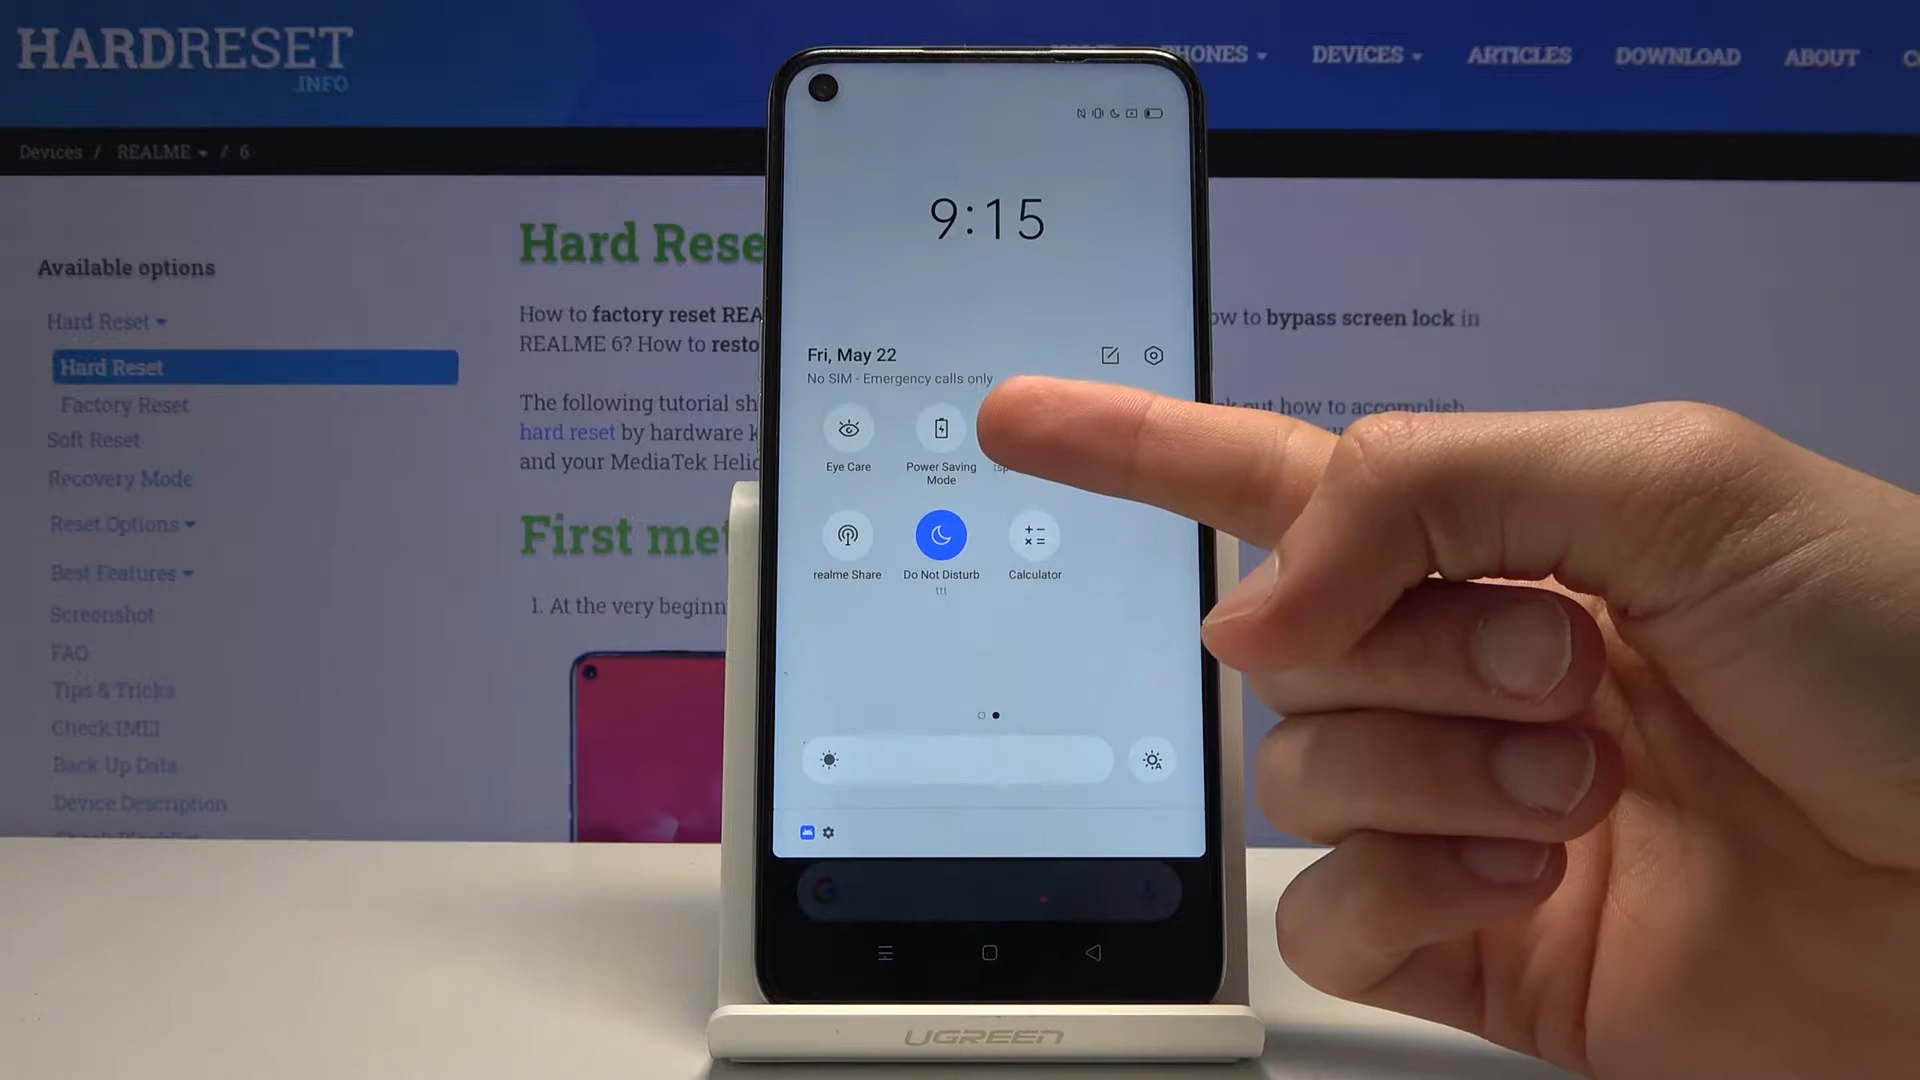 HARDRESET
.INFO
PHONES
DEVICES
ARTICLES
DOWNLOAD
ABOUT
Devices / REALME / 6
Available options
Hard Reset
Hard Reset
Factory Reset
Soft Reset
Recovery Mode
Reset Options
Best Features
Screenshot
FAQ
Tips & Tricks
Check IMEI
Back Up Data
Device Description
Hard Rese
How to factory reset REA
how to bypass screen lock in
REALME 6? How to resto
The following tutorial sh
out how to accomplish
hard reset by hardware k
and your MediaTek Helio
First met
1. At the very beginn
9:15
Fri, May 22
No SIM - Emergency calls only
Eye Care
Power Saving
Mode
realme Share
Do Not Disturb
ttt
Calculator
UGREEN